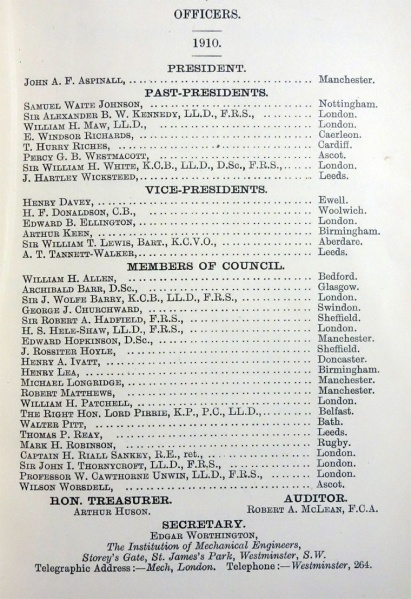 OFFICERS.
1910.
PRESIDENT.
JOHN A. F. ASPINALL, Manchester.
PAST-PRESIDENTS.
SAMUEL WAITE JOHNSON, Nottingham.
SIR ALEXANDER B. W. KENNEDY, LL.D., F.R.S., London.
WILLIAM H. MAW, LL.D., London.
E. WINDSOR RICHARDS, Caerleon.
T. HURRY RICHES, Cardiff.
PERCY G. B. WESTMACOTT, Ascot.
SIR WILLIAM H. WHITE, K.C.B., LL.D., D.Sc., F.R.S., London.
J. HARTLEY WICKSTEED, Leeds.
VICE-PRESIDENTS.
HENRY DAVEY, Ewell.
H. F. DONALDSON, C.B., Woolwich.
EDWARD B. ELLINGTON, London.
ARTHUR KEEN, Birmingham.
SIR WILLIAM T. LEWIS, BART., K.C.V.O., Aberdare.
A. T. TANNETT-WALKER, Leeds.
MEMBERS OF COUNCIL.
WILLIAM H. ALLEN, Bedford.
ARCHIBALD BARR, D.Sc., Glasgow.
SIR J. WOLFE BARRY, K.C.B., LL.D., F.R.S., London.
GEORGE J. CHURCHWARD, Swindon.
SIR ROBERT A. HADFIELD, F.R.S., Sheffield.
H. S. HELE-SHAW, LL.D., F.R.S., London.
EDWARD HOPKINSON, D.Sc., Manchester.
J. ROSSITER HOYLE, Sheffield.
HENRY A. IVATT, Doncaster.
HENRY LEA, Birmingham.
MICHAEL LONGRIDGE, Manchester.
ROBERT MATTHEWS, Manchester.
WILLIAM H. PATCHELL, London.
THE RIGHT HON. LORD PIRRIE, K.P., P.C., LL.D., Belfast.
WALTER PITT, Bath.
THOMAS P. REAY, Leeds.
MARK H. ROBINSON, Rugby.
CAPTAIN H. RIALL SANKEY, R.E., ret., London.
SIR JOHN I. THORNYCROFT, LL.D., F.R.S., London.
PROFESSOR W. CAWTHORNE UNWIN, LL.D., F.R.S., London.
WILSON WORSDELL, Ascot.
HON. TREASURER. AUDITOR.
ARTHUR HUSON. ROBERT A. McLEAN, F.C.A.
SECRETARY.
EDGAR WORTHINGTON,
The Institution of Mechanical Engineers,
Storey's Gate, St. James's Park, Westminster, S.W.
Telegraphic Address:—Mech, London. Telephone:—Westminster, 264.